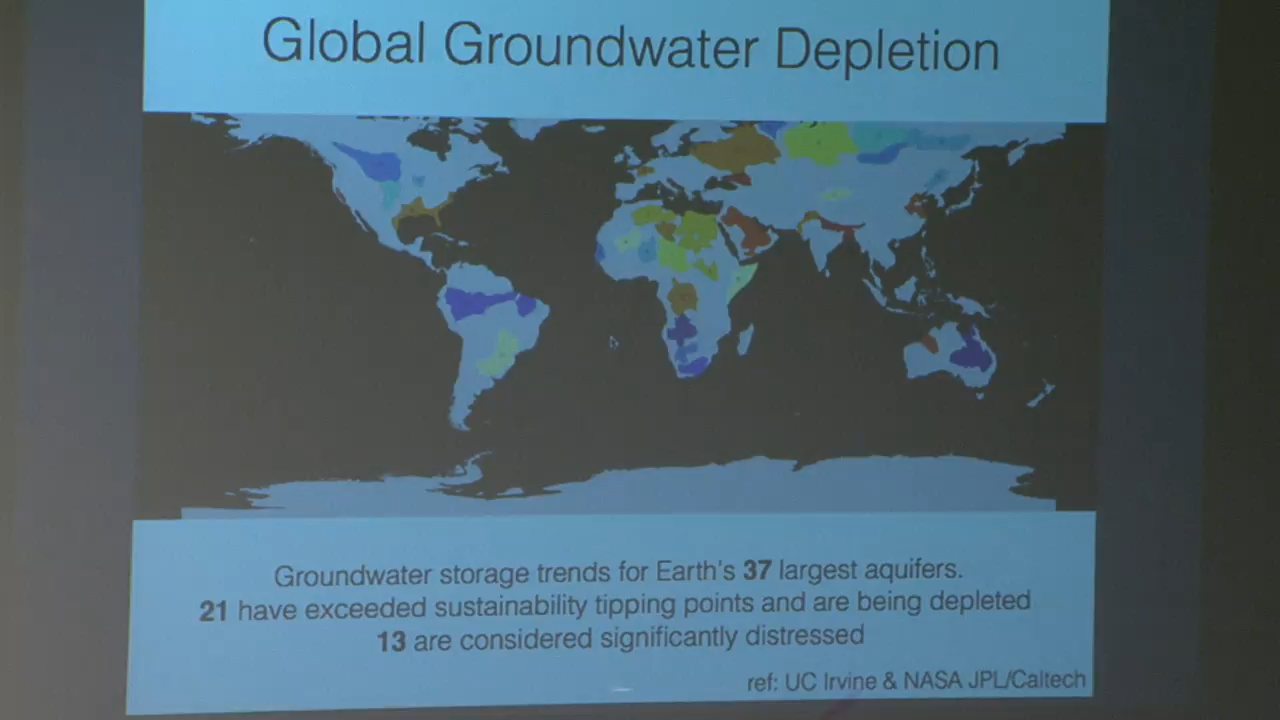 Global Groundwater Depletion
Groundwater storage trends for Earth's 37 largest aquifers.
21 have exceeded sustainability tipping points and are being depleted
13 are considered significantly distressed
ref: UC Irvine & NASA JPL/Caltech